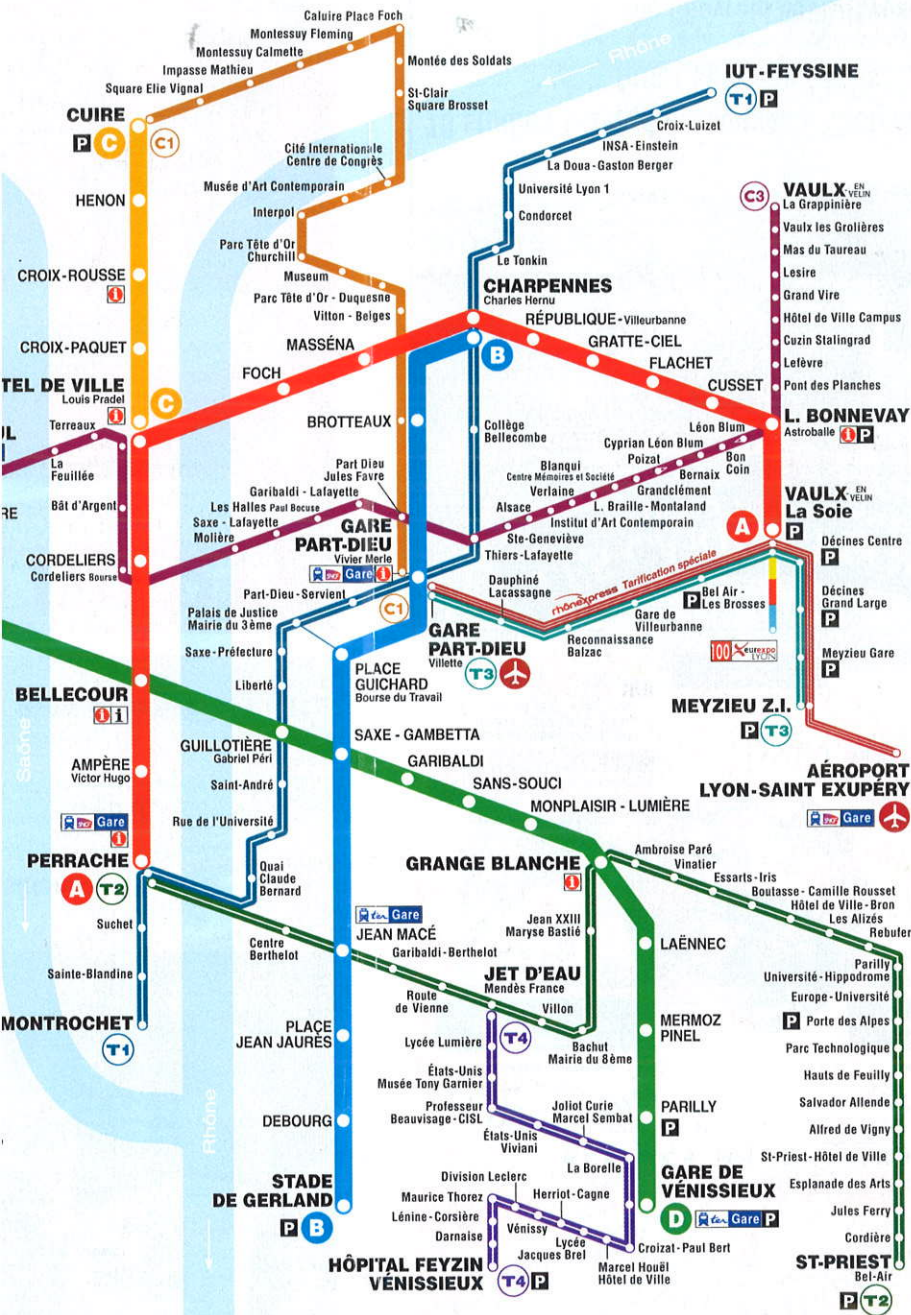 Caluire Place Foch
Montessuy Fleming
Montessuy Calmette
Impasse Mathieu
Square Elie Vignal
Montée des Soldats
St-Clair
Square Brosset
Rhône
IUT-FEYSSINE
T1 P
CUIRE
P C
C1
Croix-Luizet
INSA-Einstein
La Doua-Gaston Berger
Université Lyon 1
Condorcet
Le Tonkin
Cité Internationale
Centre de Congrès
Musée d'Art Contemporain
Interpol
Parc Tête d'Or
Churchill
Museum
Parc Tête d'Or - Duquesne
Vitton - Belges
HENON
CROIX-ROUSSE
i
CROIX-PAQUET
C3
VAULX EN VELIN
La Grappinière
Vaulx les Grolières
Mas du Taureau
Lesire
Grand Vire
Hôtel de Ville Campus
Cuzin Stalingrad
Lefèvre
Pont des Planches
CHARPENNES
Charles Hernu
RÉPUBLIQUE-Villeurbanne
GRATTE-CIEL
FLACHET
CUSSET
B
MASSÉNA
FOCH
TEL DE VILLE
Louis Pradel
i
C
L. BONNEVAY
Astroballe i P
Terreaux
UL
La
Feuillée
RE
Bât d'Argent
BROTTEAUX
Collège
Bellecombe
Léon Blum
Cyprian Léon Blum
Poizat
Bon
Coin
Bernaix
Blanqui
Centre Mémoires et Société
Grandclément
Verlaine
L. Braille-Montaland
Alsace
Institut d'Art Contemporain
Ste-Geneviève
Thiers-Lafayette
Part Dieu
Jules Favre
Garibaldi - Lafayette
Les Halles Paul Bocuse
Saxe - Lafayette
Molière
CORDELIERS
Cordeliers Bourse
GARE
PART-DIEU
Vivier Merle
SNCF Gare i
C1
VAULX EN VELIN
La Soie
A P
Décines Centre
P
Décines
Grand Large
P
Meyzieu Gare
P
Part-Dieu-Servient
Palais de Justice
Mairie du 3ème
Saxe-Préfecture
Liberté
Dauphiné
Lacassagne
rhônexpress Tarification spéciale
P Bel Air -
Les Brosses
Gare de
Villeurbanne
Reconnaissance
Balzac
GARE
PART-DIEU
Villette
T3
100 eurexpo
LYON
MEYZIEU Z.I.
P T3
AÉROPORT
LYON-SAINT EXUPÉRY
SNCF Gare
PLACE
GUICHARD
Bourse du Travail
BELLECOUR
i i
Saône
AMPÈRE
Victor Hugo
GUILLOTIÈRE
Gabriel Péri
SAXE - GAMBETTA
GARIBALDI
SANS-SOUCI
MONPLAISIR - LUMIÈRE
Saint-André
Rue de l'Université
Quai
Claude
Bernard
SNCF Gare
i
PERRACHE
A T2
Suchet
Sainte-Blandine
MONTROCHET
T1
Centre
Berthelot
ter Gare
JEAN MACÉ
Garibaldi-Berthelot
Route
de Vienne
GRANGE BLANCHE
i
Ambroise Paré
Vinatier
Essarts-Iris
Boutasse-Camille Rousset
Hôtel de Ville-Bron
Les Alizés
Rebufer
Jean XXIII
Maryse Bastié
JET D'EAU
Mendès France
Villon
Bachut
Mairie du 8ème
LAËNNEC
Parilly
Université-Hippodrome
Europe-Université
P Porte des Alpes
Parc Technologique
Hauts de Feuilly
Salvador Allende
Alfred de Vigny
St-Priest-Hôtel de Ville
Esplanade des Arts
Jules Ferry
Cordière
ST-PRIEST
Bel-Air
P T2
MERMOZ
PINEL
PARILLY
P
GARE DE
VÉNISSIEUX
D ter Gare P
PLACE
JEAN JAURÈS
T4
Lycée Lumière
États-Unis
Musée Tony Garnier
Professeur
Beauvisage-CISL
États-Unis
Viviani
Joliot Curie
Marcel Sembat
La Borelle
DEBOURG
Rhône
STADE
DE GERLAND
P B
Division Leclerc
Maurice Thorez
Herriot-Cagne
Lénine-Corsière
Vénissy
Darnaise
Lycée
Jacques Brel
Croizat-Paul Bert
Marcel Houël
Hôtel de Ville
HÔPITAL FEYZIN
VÉNISSIEUX
T4 P